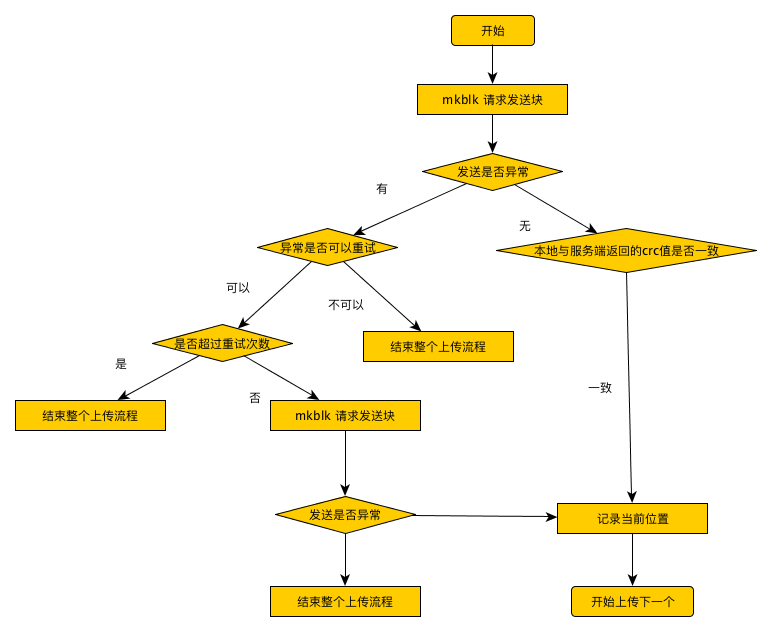 开始
mkblk 请求发送块
发送是否异常
有
无
异常是否可以重试
本地与服务端返回的crc值是否一致
可以
不可以
是否超过重试次数
结束整个上传流程
是
否
一致
结束整个上传流程
mkblk 请求发送块
发送是否异常
记录当前位置
结束整个上传流程
开始上传下一个